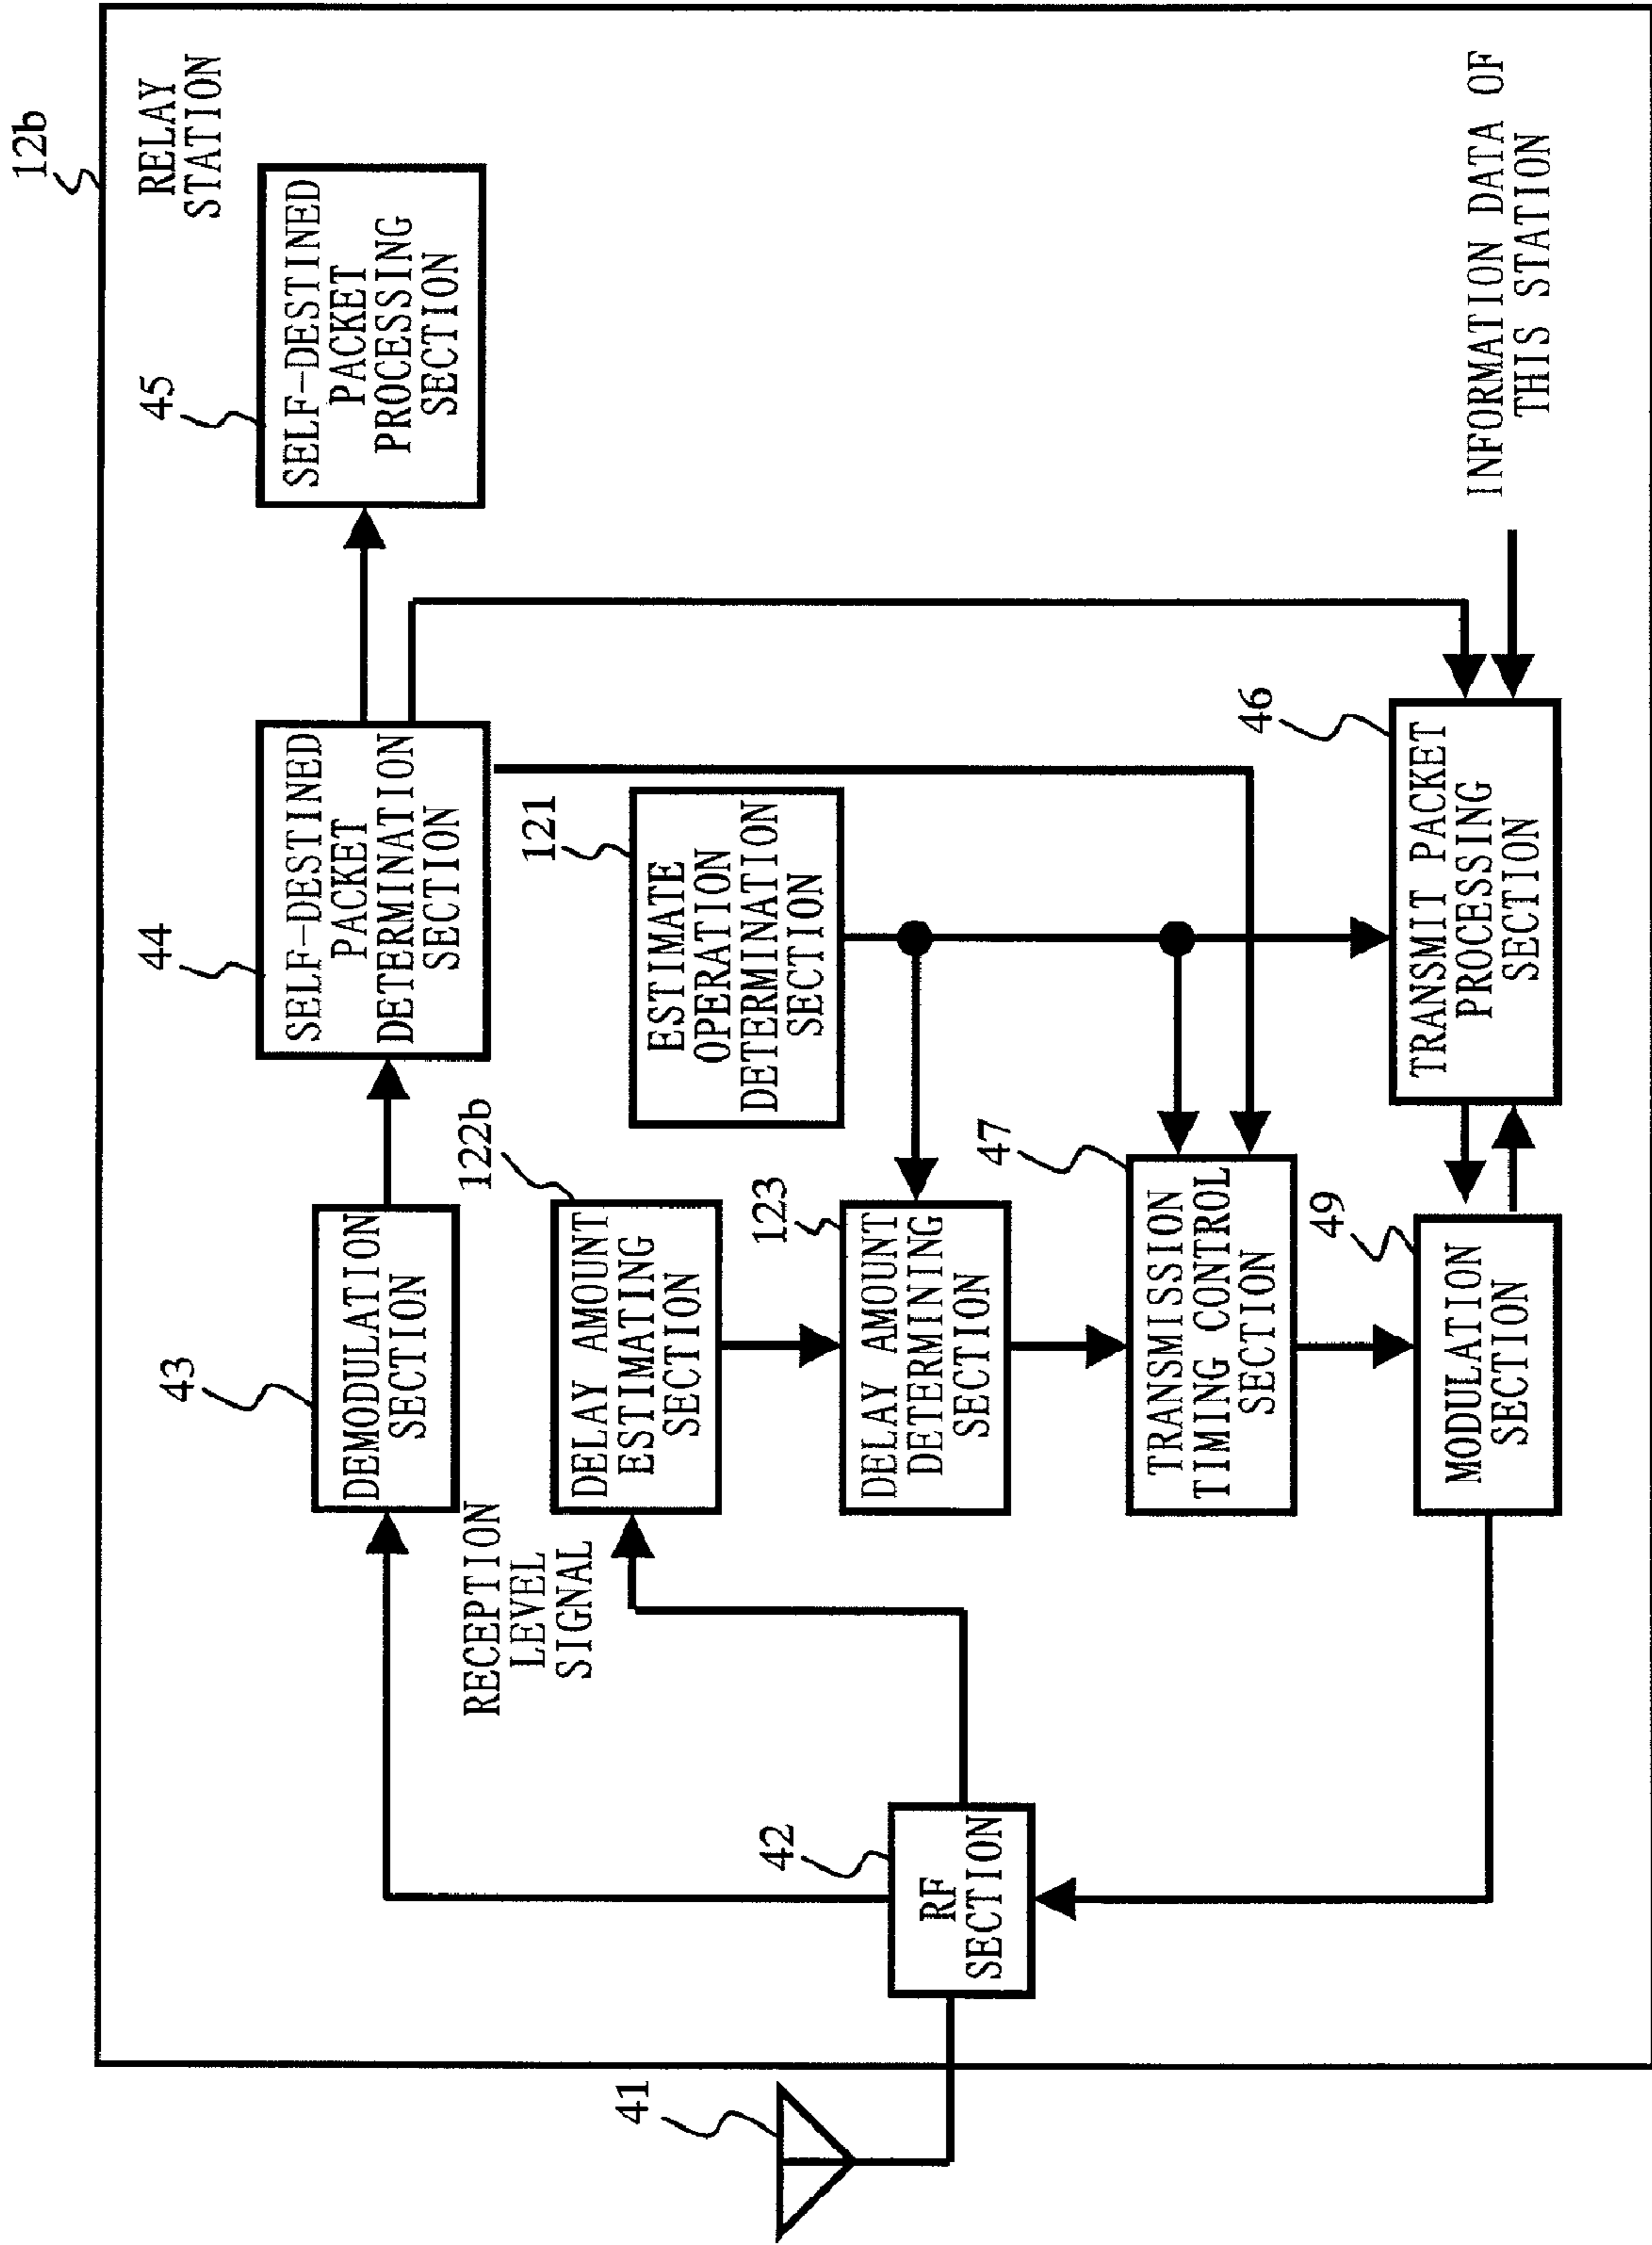 12b
RELAY
STATION
41
42
RF
SECTION
43
DEMODULATION
SECTION
44
SELF-DESTINED
PACKET
DETERMINATION
SECTION
45
SELF-DESTINED
PACKET
PROCESSING
SECTION
RECEPTION
LEVEL
SIGNAL
122b
DELAY AMOUNT
ESTIMATING
SECTION
121
ESTIMATE
OPERATION
DETERMINATION
SECTION
123
DELAY AMOUNT
DETERMINING
SECTION
47
TRANSMISSION
TIMING CONTROL
SECTION
49
MODULATION
SECTION
46
TRANSMIT PACKET
PROCESSING
SECTION
INFORMATION DATA OF
THIS STATION